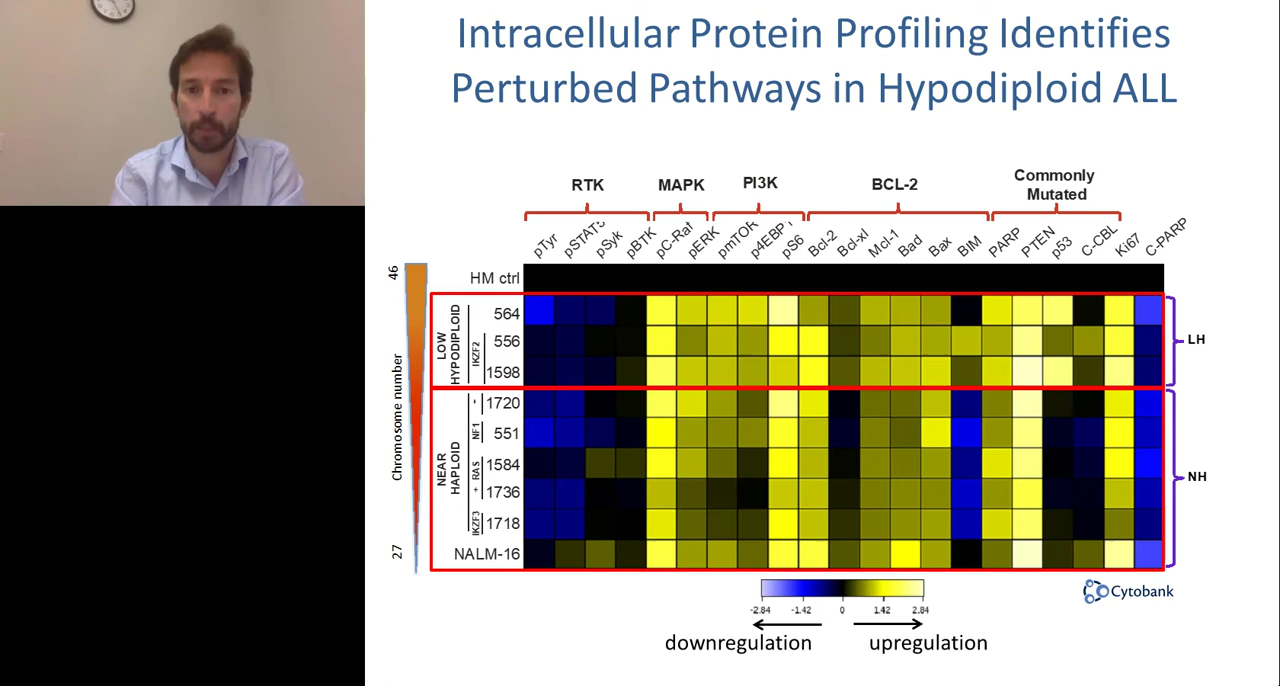 Intracellular Protein Profiling Identifies
Perturbed Pathways in Hypodiploid ALL
RTK MAPK PI3K BCL-2 Commonly
Mutated
pTyr pSTAT5 pSyk pBTK pC-Raf pERK pmTOR p4EBP1 pS6 Bcl-2 Bcl-xl Mcl-1 Bad Bax BIM PARP PTEN p53 C-CBL Ki67 C-PARP
46
HM ctrl
Chromosome number
LOW
HYPODIPLOID
IKZF2
564
556
1598
LH
NEAR
HAPLOID
- 1720
NF1 551
RAS 1584
+ 1736
IKZF3 1718
NH
27
NALM-16
-2.84 -1.42 0 1.42 2.84
Cytobank
downregulation upregulation